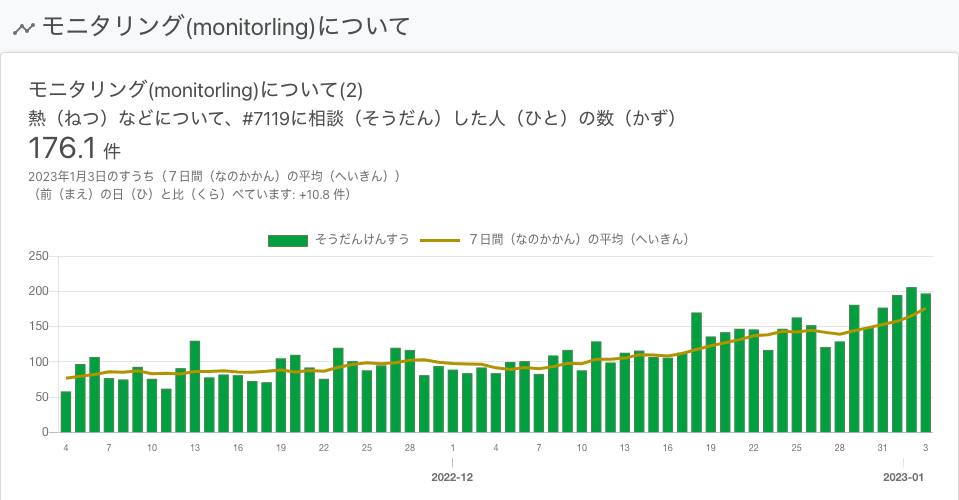 モニタリング(monitorling)について
モニタリング(monitorling)について(2)
熱（ねつ）などについて、#7119に相談（そうだん）した人（ひと）の数（かず）
176.1 件
2023年1月3日のすうち（７日間（なのかかん）の平均（へいきん））
（前（まえ）の日（ひ）と比（くら）べています: +10.8 件）
そうだんけんすう ７日間（なのかかん）の平均（へいきん）
250
200
150
100
50
0
4 7 10 13 16 19 22 25 28 1 4 7 10 13 16 19 22 25 28 31 3
2022-12 2023-01